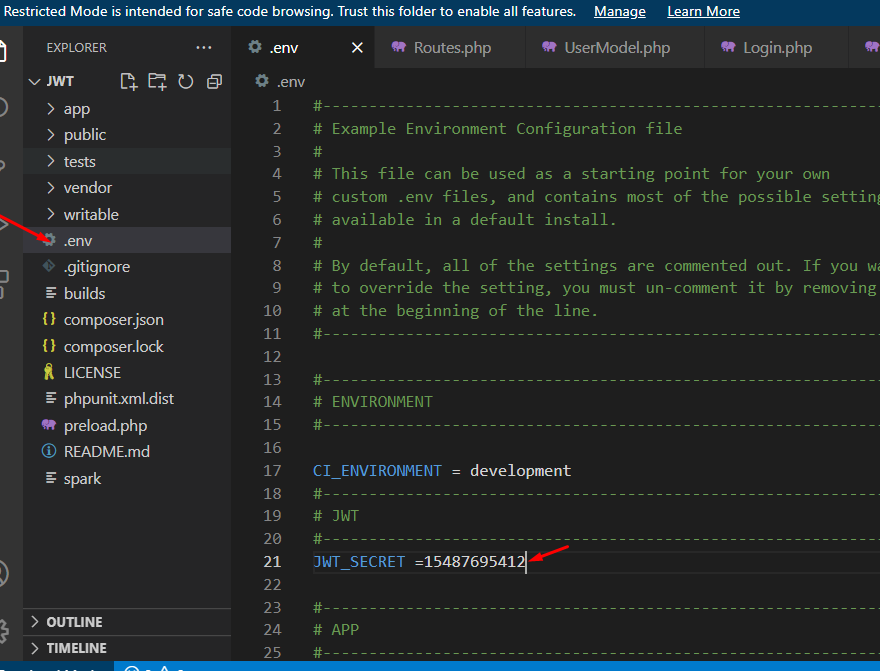 Restricted Mode is intended for safe code browsing. Trust this folder to enable all features. Manage Learn More
EXPLORER
JWT
app
public
tests
vendor
writable
.env
.gitignore
builds
composer.json
composer.lock
LICENSE
phpunit.xml.dist
preload.php
README.md
spark
OUTLINE
TIMELINE
.env Routes.php UserModel.php Login.php
.env
1 #-------------------------------------------------------------
2 # Example Environment Configuration file
3 #
4 # This file can be used as a starting point for your own
5 # custom .env files, and contains most of the possible setting
6 # available in a default install.
7 #
8 # By default, all of the settings are commented out. If you wa
9 # to override the setting, you must un-comment it by removing
10 # at the beginning of the line.
11 #-------------------------------------------------------------
12
13 #-------------------------------------------------------------
14 # ENVIRONMENT
15 #-------------------------------------------------------------
16
17 CI_ENVIRONMENT = development
18 #-------------------------------------------------------------
19 # JWT
20 #-------------------------------------------------------------
21 JWT_SECRET =15487695412
22
23 #-------------------------------------------------------------
24 # APP
25 #-------------------------------------------------------------